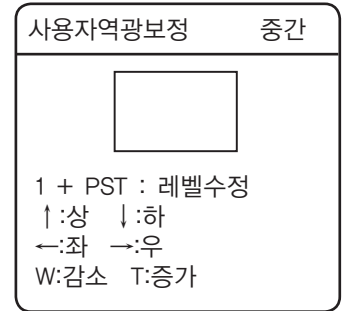 사용자역광보정 중간
1 + PST : 레벨수정
↑:상 ↓:하
←:좌 →:우
W:감소 T:증가